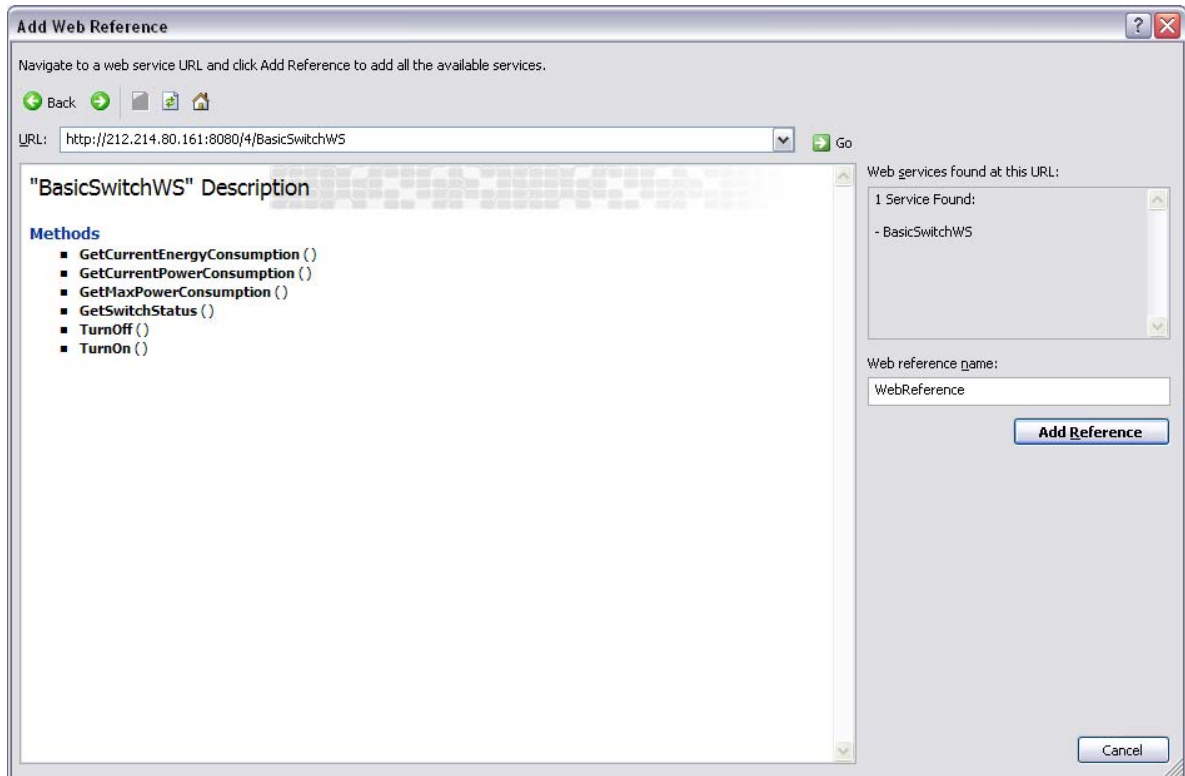 Add Web Reference
Navigate to a web service URL and click Add Reference to add all the available services.
Back
URL: http://212.214.80.161:8080/4/BasicSwitchWS Go
"BasicSwitchWS" Description
Methods
GetCurrentEnergyConsumption ()
GetCurrentPowerConsumption ()
GetMaxPowerConsumption ()
GetSwitchStatus ()
TurnOff ()
TurnOn ()
Web services found at this URL:
1 Service Found:
- BasicSwitchWS
Web reference name:
WebReference
Add Reference
Cancel